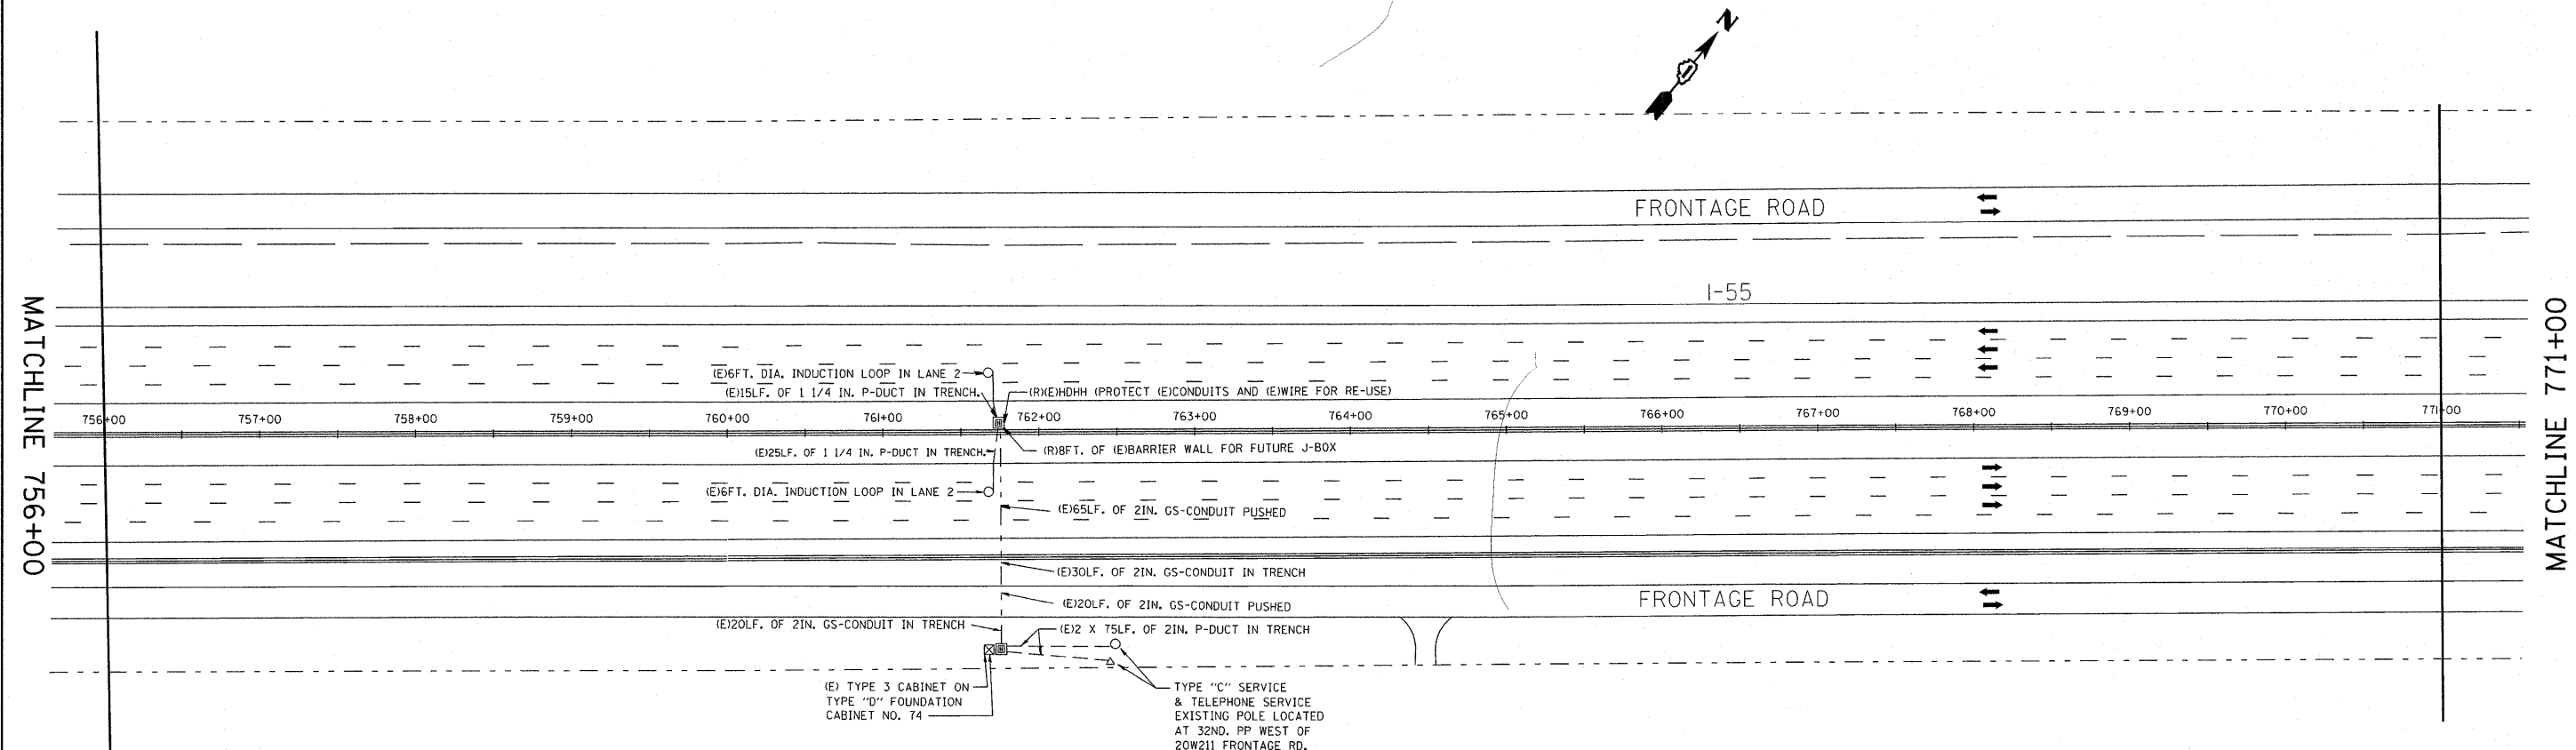 N
FRONTAGE ROAD
I-55
MATCHLINE 756+00
MATCHLINE 771+00
(E)6FT. DIA. INDUCTION LOOP IN LANE 2
(E)15LF. OF 1 1/4 IN. P-DUCT IN TRENCH.
(R)(E)HDHH (PROTECT (E)CONDUITS AND (E)WIRE FOR RE-USE)
756+00 757+00 758+00 759+00 760+00 761+00 762+00 763+00 764+00 765+00 766+00 767+00 768+00 769+00 770+00 771+00
H
(E)25LF. OF 1 1/4 IN. P-DUCT IN TRENCH.
(R)8FT. OF (E)BARRIER WALL FOR FUTURE J-BOX
(E)6FT. DIA. INDUCTION LOOP IN LANE 2
(E)65LF. OF 2IN. GS-CONDUIT PUSHED
(E)30LF. OF 2IN. GS-CONDUIT IN TRENCH
(E)20LF. OF 2IN. GS-CONDUIT PUSHED
FRONTAGE ROAD
(E)20LF. OF 2IN. GS-CONDUIT IN TRENCH
(E)2 X 75LF. OF 2IN. P-DUCT IN TRENCH
H
(E) TYPE 3 CABINET ON
TYPE "D" FOUNDATION
CABINET NO. 74
TYPE "C" SERVICE
& TELEPHONE SERVICE
EXISTING POLE LOCATED
AT 32ND. PP WEST OF
20W211 FRONTAGE RD.